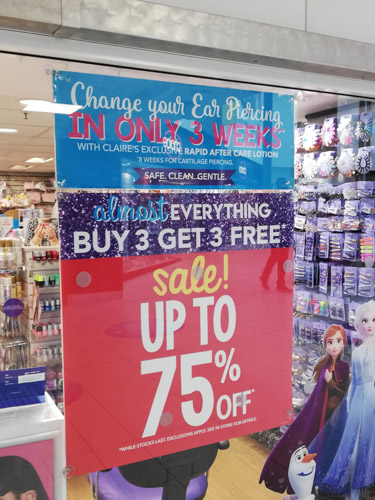 Change your Ear Piercing
IN ONLY 3 WEEKS*
WITH CLAIRE'S EXCLUSIVE RAPID AFTER CARE LOTION
*8 WEEKS FOR CARTILAGE PIERCING
SAFE. CLEAN. GENTLE.
almost EVERYTHING
BUY 3 GET 3 FREE*
sale!
UP TO
75%
OFF*
*WHILE STOCKS LAST. EXCLUSIONS APPLY. SEE IN STORE FOR DETAILS.